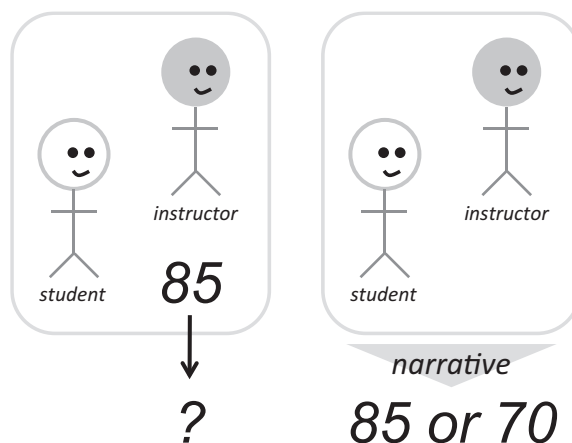 instructor
student
85
?
instructor
student
narrative
85 or 70